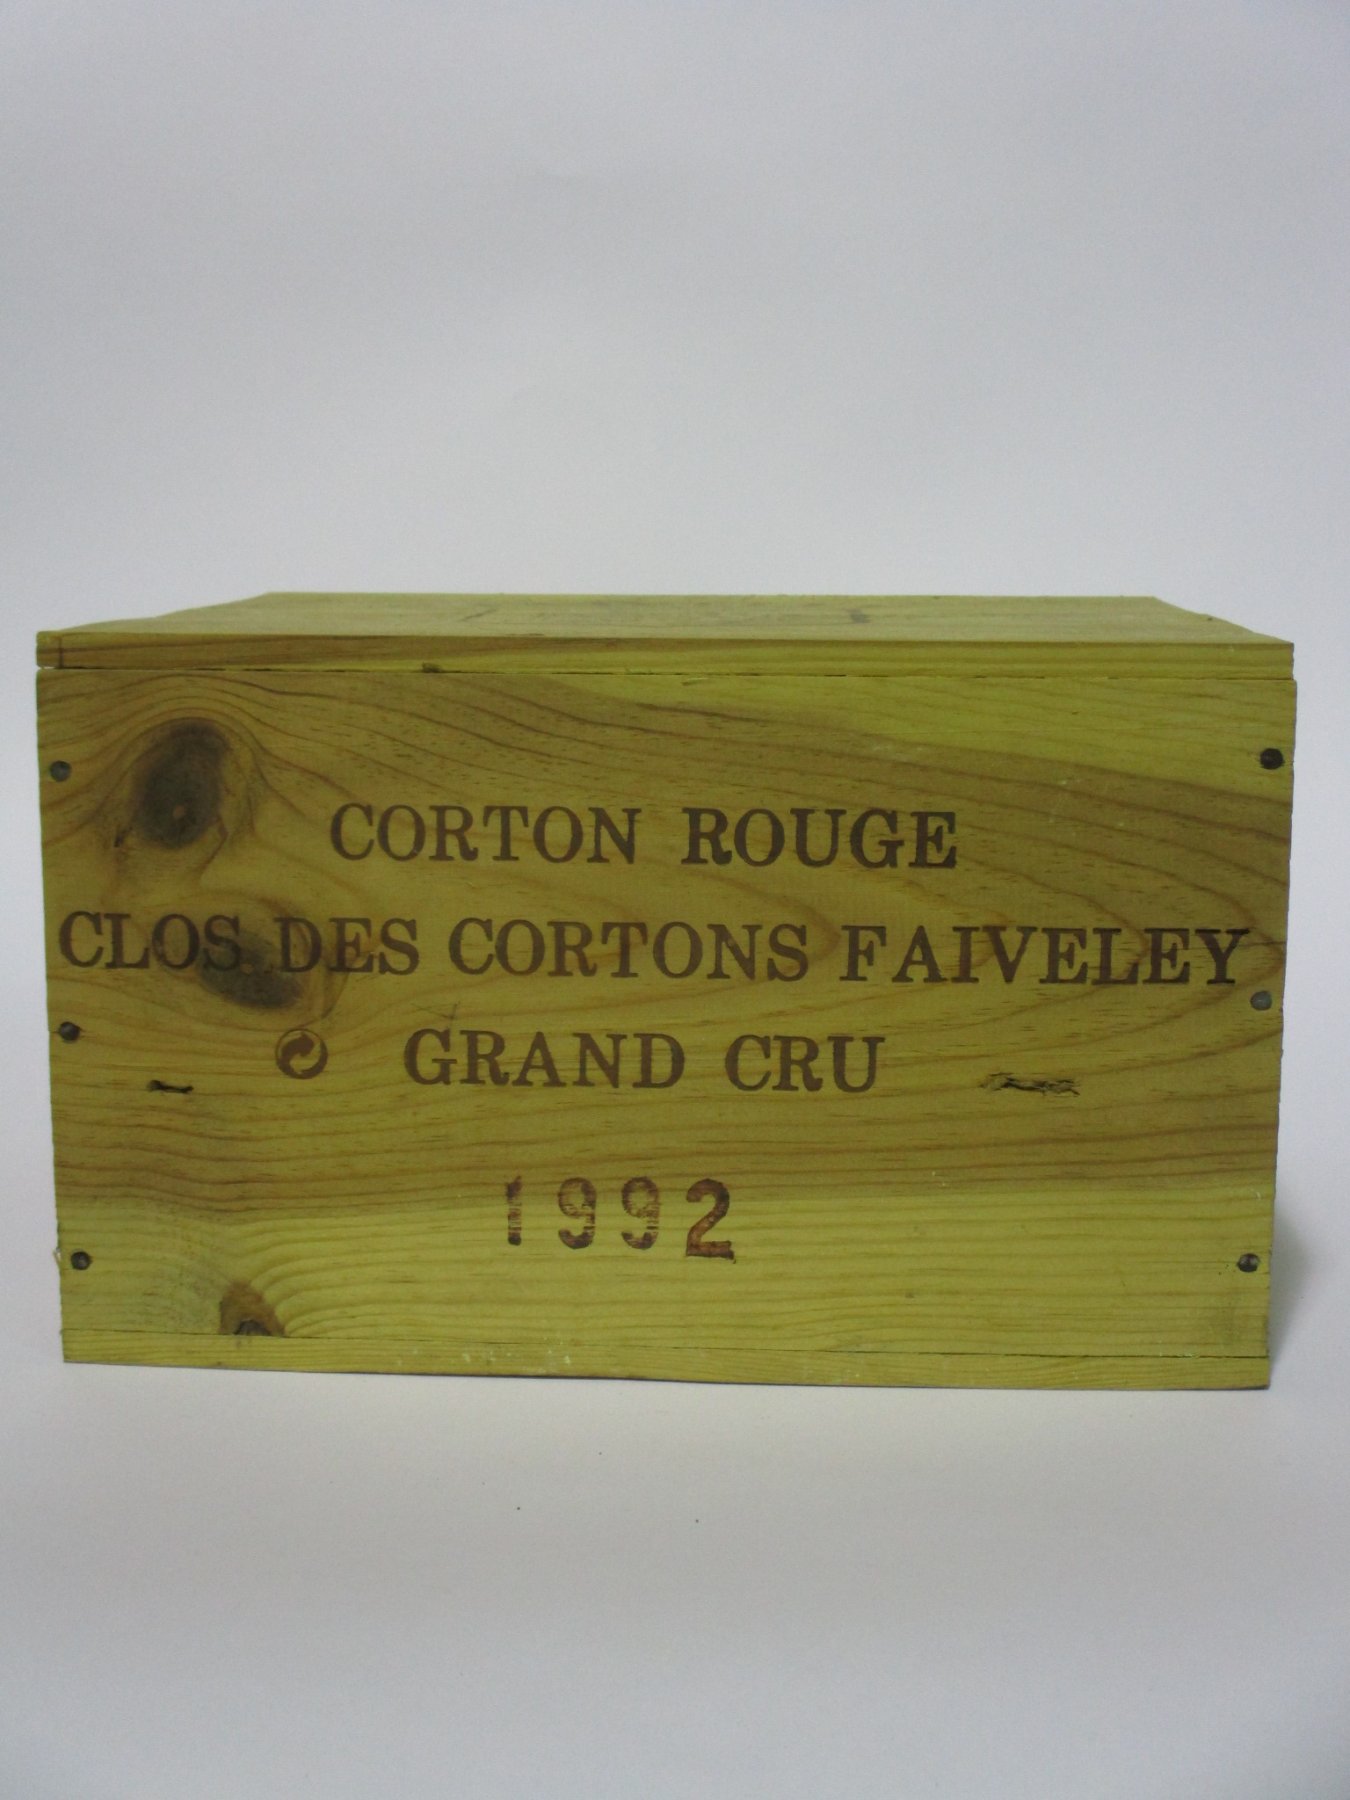 CORTON ROUGE
CLOS DES CORTONS FAIVELEY
GRAND CRU
1992